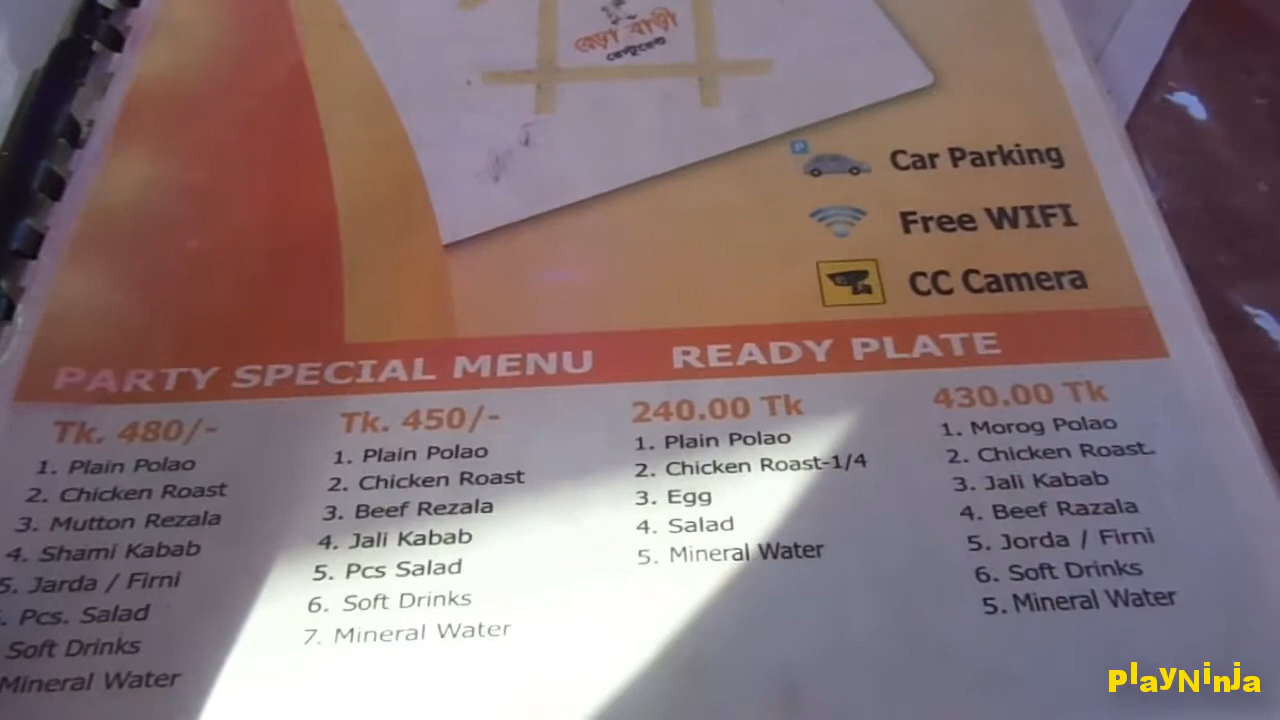 বেড়া বাড়ী
রেস্টুরেন্ট
P
Car Parking
Free WIFI
CC Camera
PARTY SPECIAL MENU
READY PLATE
Tk. 480/-
1. Plain Polao
2. Chicken Roast
3. Mutton Rezala
4. Shami Kabab
5. Jarda / Firni
. Pcs. Salad
Soft Drinks
Mineral Water
Tk. 450/-
1. Plain Polao
2. Chicken Roast
3. Beef Rezala
4. Jali Kabab
5. Pcs Salad
6. Soft Drinks
7. Mineral Water
240.00 Tk
1. Plain Polao
2. Chicken Roast-1/4
3. Egg
4. Salad
5. Mineral Water
430.00 Tk
1. Morog Polao
2. Chicken Roast.
3. Jali Kabab
4. Beef Razala
5. Jorda / Firni
6. Soft Drinks
5. Mineral Water
PlayNinja